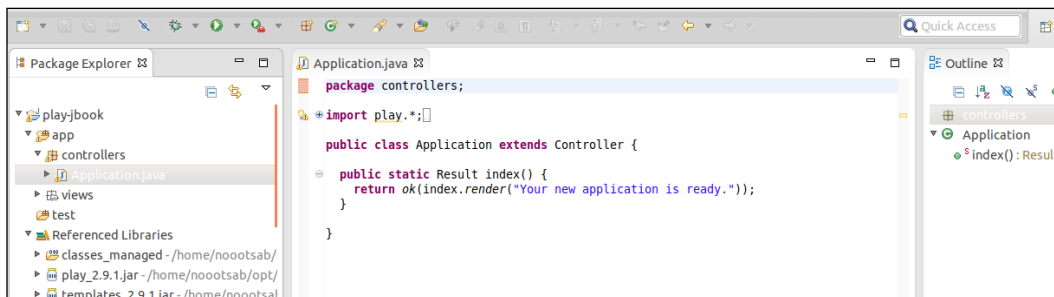 Quick Access
Package Explorer
play-jbook
app
controllers
Application.java
views
test
Referenced Libraries
classes_managed - /home/noootsab/
play_2.9.1.jar - /home/noootsab/opt/
templates_2.9.1.jar - /home/noootsal
Application.java
package controllers;
import play.*;
public class Application extends Controller {
public static Result index() {
return ok(index.render("Your new application is ready."));
}
}
Outline
controllers
Application
index() : Resul